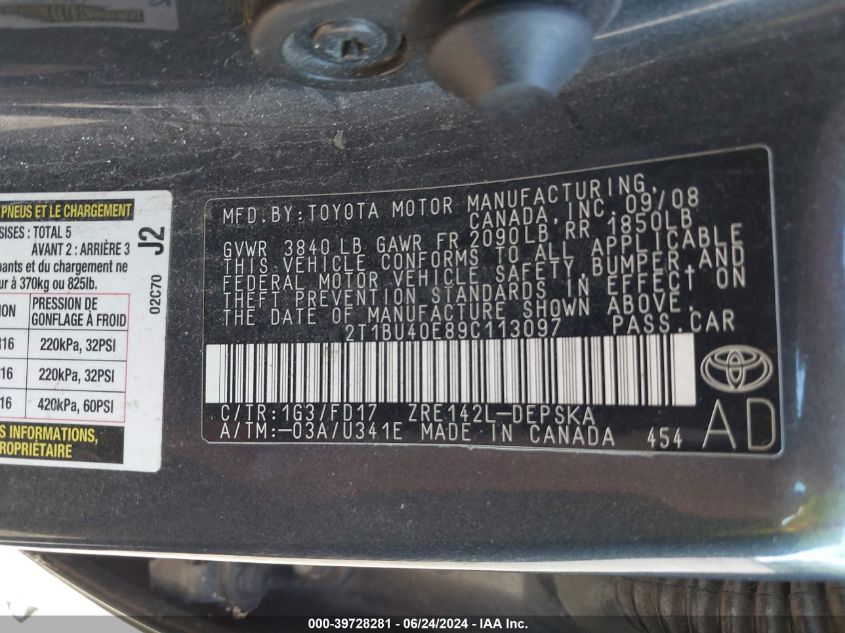 PNEUS ET LE CHARGEMENT
SISES : TOTAL 5
AVANT 2 : ARRIÈRE 3
pants et du chargement ne
r à 370kg ou 825lb.
J2
02C70
ION PRESSION DE
GONFLAGE À FROID
R16 220kPa, 32PSI
16 220kPa, 32PSI
16 420kPa, 60PSI
S INFORMATIONS,
PROPRIÉTAIRE
MFD. BY: TOYOTA MOTOR MANUFACTURING,
CANADA, INC. 09/08
GVWR 3840 LB GAWR FR 2090LB, RR 1850LB
THIS VEHICLE CONFORMS TO ALL APPLICABLE
FEDERAL MOTOR VEHICLE SAFETY, BUMPER, AND
THEFT PREVENTION STANDARDS IN EFFECT ON
THE DATE OF MANUFACTURE SHOWN ABOVE.
2T1BU40E89C113097 PASS.CAR
C/TR:1G3/FD17 ZRE142L-DEPSKA
A/TM:-03A/U341E MADE IN CANADA 454
AD
000-39728281 - 06/24/2024 - IAA Inc.